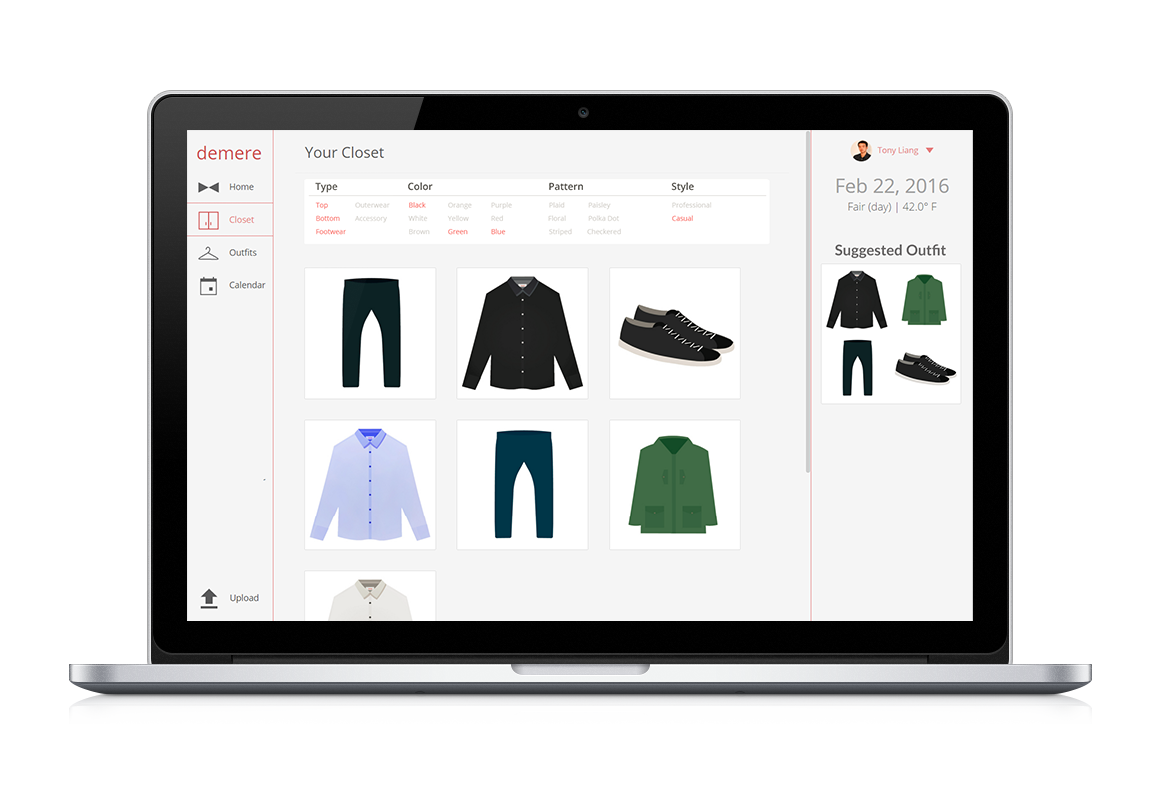 demere
Home
Closet
Outfits
Calendar
Upload
Your Closet
Type Color Pattern Style
Top Outerwear Black Orange Purple Plaid Paisley Professional
Bottom Accessory White Yellow Red Floral Polka Dot Casual
Footwear Brown Green Blue Striped Checkered
Tony Liang
Feb 22, 2016
Fair (day) | 42.0° F
Suggested Outfit